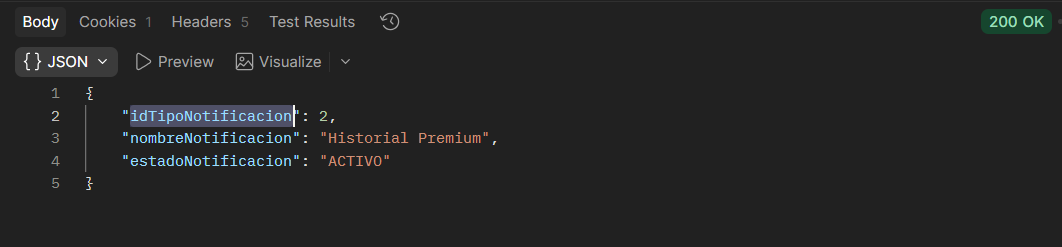 Body Cookies 1 Headers 5 Test Results 200 OK
{} JSON Preview Visualize
1 {
2 "idTipoNotificacion": 2,
3 "nombreNotificacion": "Historial Premium",
4 "estadoNotificacion": "ACTIVO"
5 }